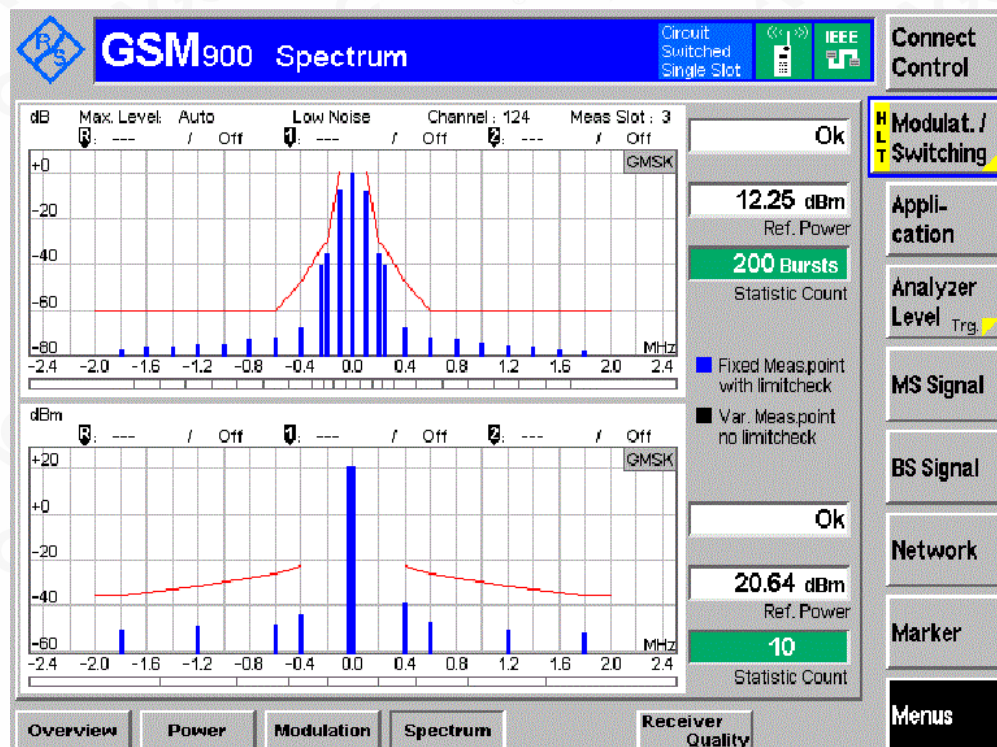 R/S
GSM900 Spectrum
Circuit Switched Single Slot
IEEE
Connect Control
dB Max. Level: Auto Low Noise Channel : 124 Meas Slot : 3
R: --- / Off 1: --- / Off 2: --- / Off
GMSK
+0
-20
-40
-60
-80
MHz
-2.4 -2.0 -1.6 -1.2 -0.8 -0.4 0.0 0.4 0.8 1.2 1.6 2.0 2.4
Ok
12.25 dBm
Ref. Power
200 Bursts
Statistic Count
Fixed Meas.point
with limitcheck
Var. Meas.point
no limitcheck
dBm
R: --- / Off 1: --- / Off 2: --- / Off
GMSK
+20
+0
-20
-40
-60
MHz
-2.4 -2.0 -1.6 -1.2 -0.8 -0.4 0.0 0.4 0.8 1.2 1.6 2.0 2.4
Ok
20.64 dBm
Ref. Power
10
Statistic Count
HLT
Modulat. /
Switching
Appli-
cation
Analyzer
Level Trg.
MS Signal
BS Signal
Network
Marker
Menus
Overview Power Modulation Spectrum Receiver
Quality